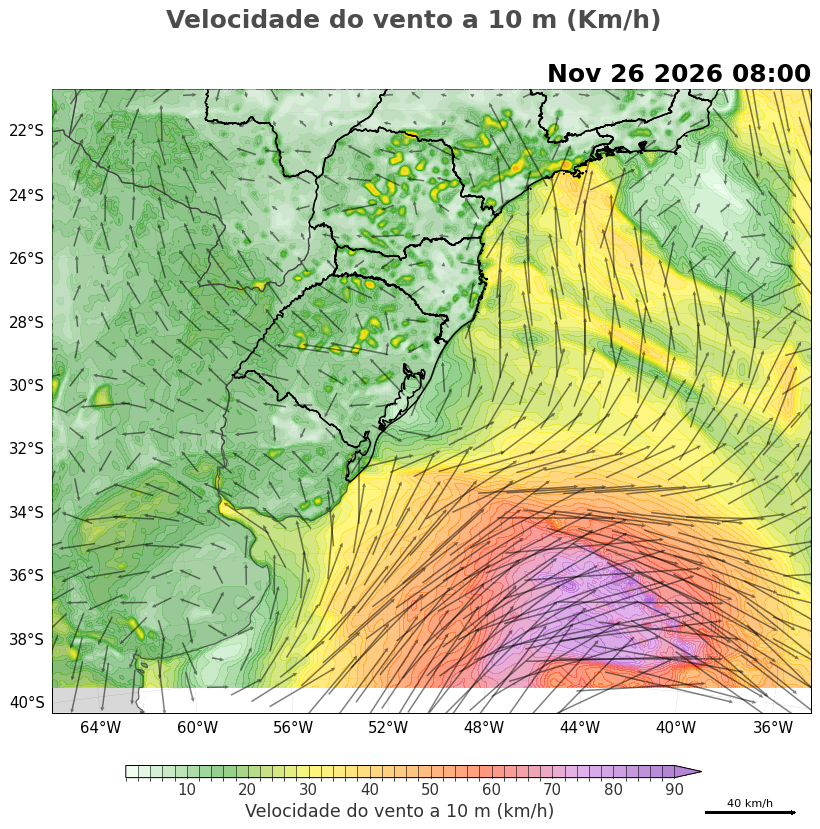 Velocidade do vento a 10 m (Km/h)
Nov 26 2026 08:00
22°S
24°S
26°S
28°S
30°S
32°S
34°S
36°S
38°S
40°S
64°W 60°W 56°W 52°W 48°W 44°W 40°W 36°W
10 20 30 40 50 60 70 80 90
Velocidade do vento a 10 m (km/h)
40 km/h